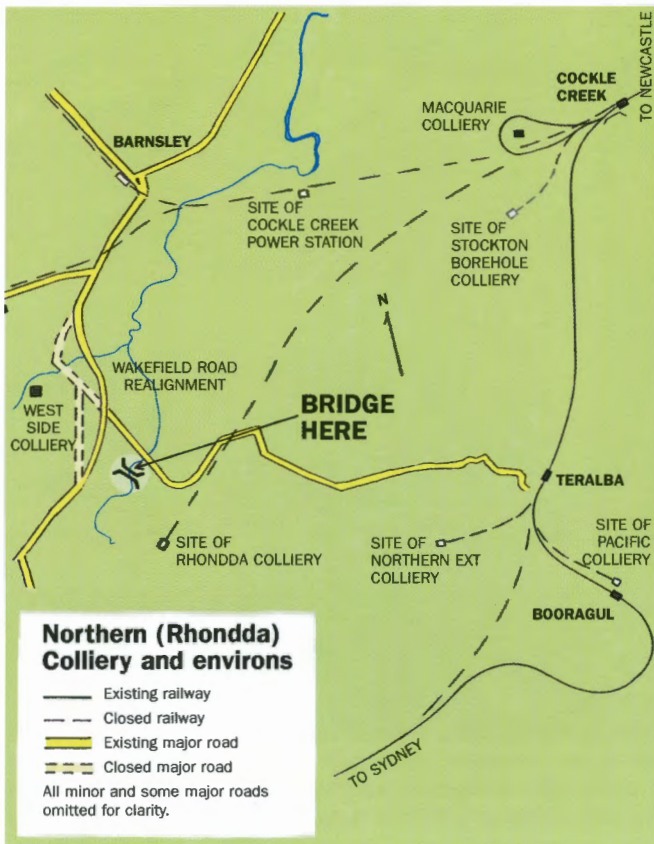 TO NEWCASTLE
COCKLE
CREEK
MACQUARIE
COLLIERY
BARNSLEY
SITE OF
COCKLE CREEK
POWER STATION
SITE OF
STOCKTON
BOREHOLE
COLLIERY
N
WAKEFIELD ROAD
REALIGNMENT
WEST
SIDE
COLLIERY
BRIDGE
HERE
TERALBA
SITE OF
RHONDDA COLLIERY
SITE OF
NORTHERN EXT
COLLIERY
SITE OF
PACIFIC
COLLIERY
BOORAGUL
TO SYDNEY
Northern (Rhondda)
Colliery and environs
Existing railway
Closed railway
Existing major road
Closed major road
All minor and some major roads
omitted for clarity.